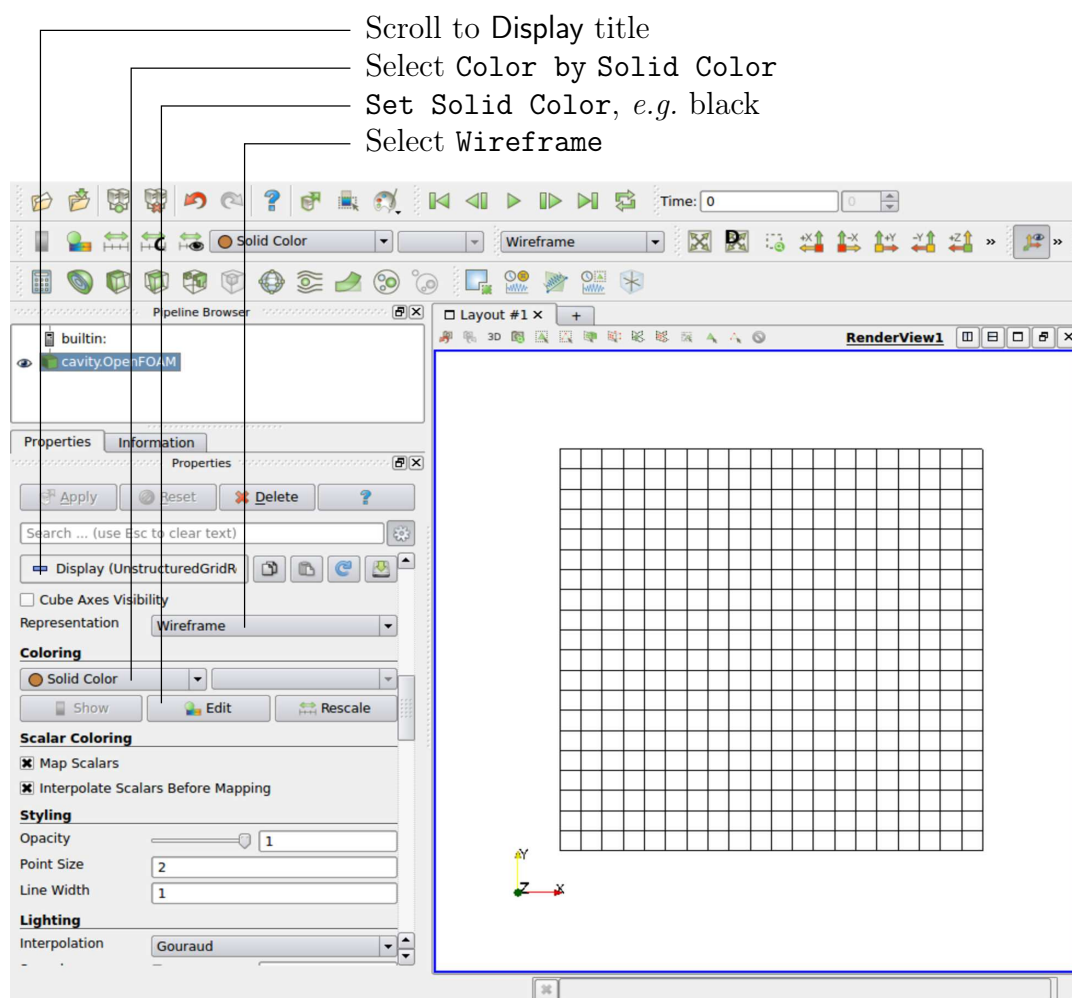 Scroll to Display title
Select Color by Solid Color
Set Solid Color, e.g. black
Select Wireframe
Time: 0 0
Solid Color Wireframe +X -X +Y -Y +Z » »
Pipeline Browser
builtin:
cavity.OpenFOAM
Layout #1 × +
3D RenderView1
Properties Information
Properties
Apply Reset Delete ?
Search ... (use Esc to clear text)
Display (UnstructuredGridR
Cube Axes Visibility
Representation Wireframe
Coloring
Solid Color
Show Edit Rescale
Scalar Coloring
Map Scalars
Interpolate Scalars Before Mapping
Styling
Opacity 1
Point Size 2
Line Width 1
Lighting
Interpolation Gouraud
Y
Z X